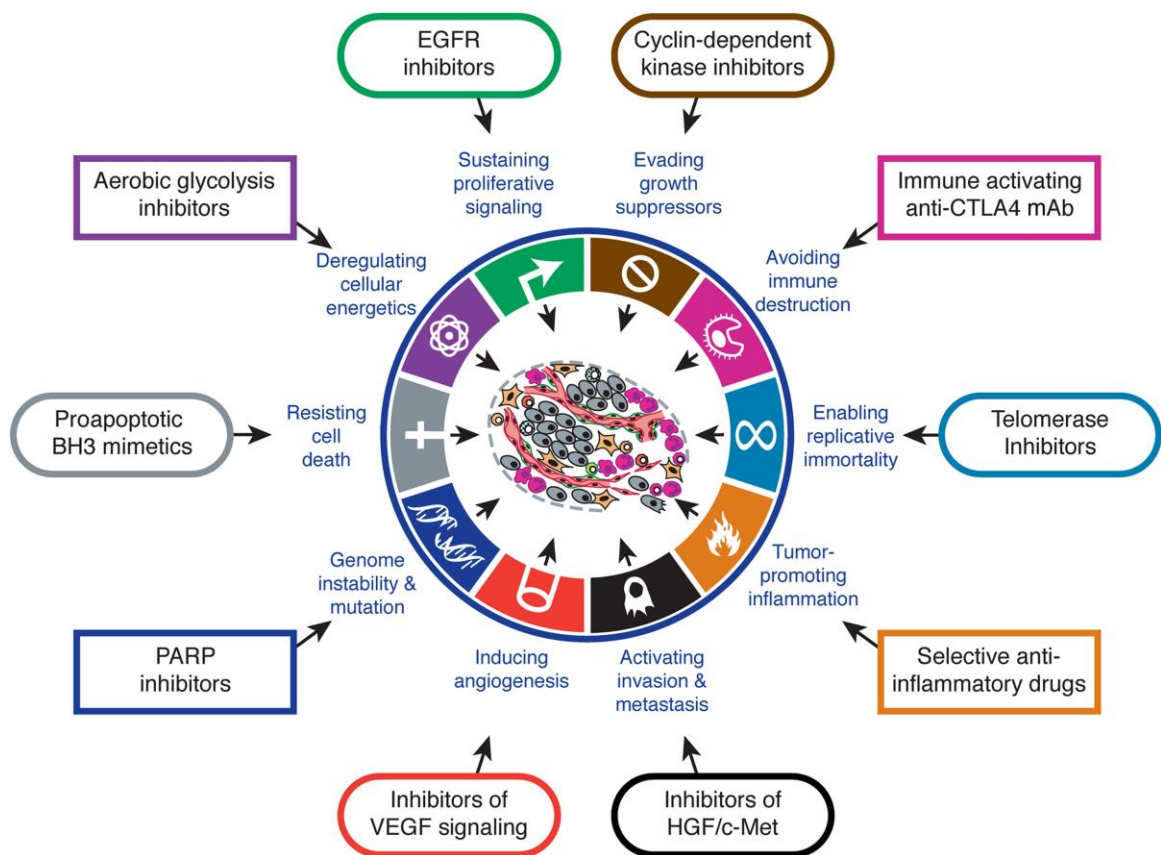 EGFR
inhibitors
Cyclin-dependent
kinase inhibitors
Sustaining
proliferative
signaling
Evading
growth
suppressors
Aerobic glycolysis
inhibitors
Immune activating
anti-CTLA4 mAb
Deregulating
cellular
energetics
Avoiding
immune
destruction
Proapoptotic
BH3 mimetics
Resisting
cell
death
Enabling
replicative
immortality
Telomerase
Inhibitors
Genome
instability &
mutation
Tumor-
promoting
inflammation
PARP
inhibitors
Inducing
angiogenesis
Activating
invasion &
metastasis
Selective anti-
inflammatory drugs
Inhibitors of
VEGF signaling
Inhibitors of
HGF/c-Met